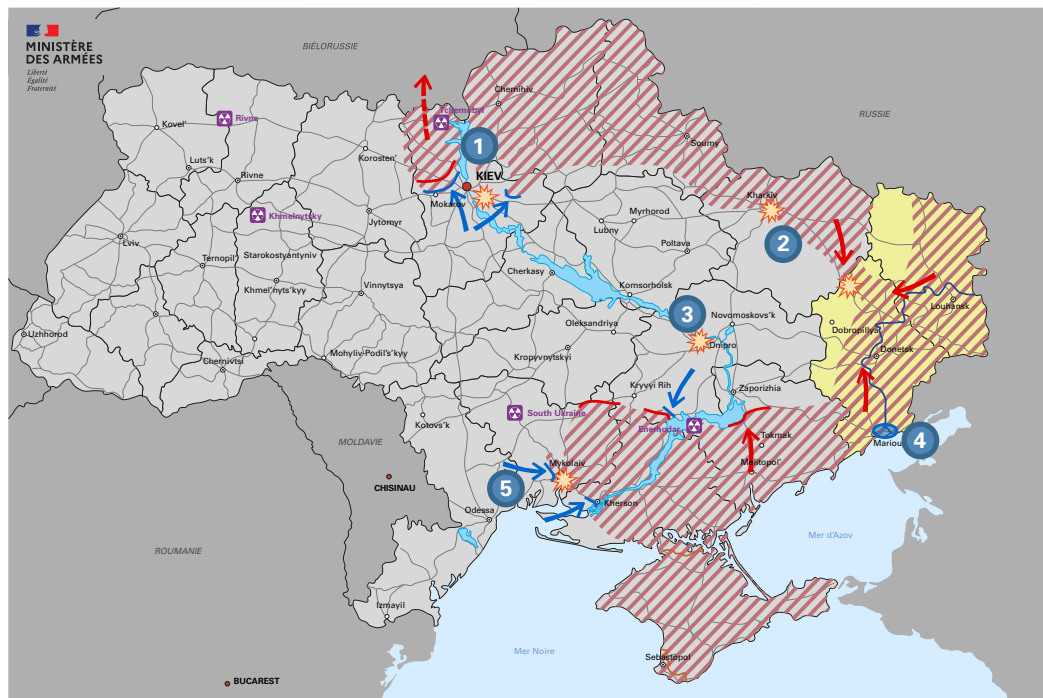 MINISTÈRE
DES ARMÉES
Liberté
Égalité
Fraternité
BIÉLORUSSIE
RUSSIE
Tchernobyl
Chernihiv
Rivne
Kovel'
Soumy
1
Korosten'
Luts'k
KIEV
Rivne
Kharkiv
Mokarov
Khmelnytsky
Myrhorod
Jytomyr
Lubny
2
Lviv
Poltava
Starokostyantyniv
Ternopil'
Cherkasy
Khmel'nyts'kyy
Vinnytsya
Komsorholsk
Louhansk
3
Novomoskovs'k
Oleksandriya
Dobropillya
Uzhhorod
Dnipro
Mohyliv-Podil's'kyy
Kropyvnytskyi
Donetsk
Chernivtsi
Kryvyi Rih
Zaporizhia
South Ukraine
Kotovs'k
Enerhodar
Tokmak
4
MOLDAVIE
Mariou
Mykolaiv
Melitopol'
CHISINAU
5
Kherson
Odessa
Mer d'Azov
ROUMANIE
Izmayil
Mer Noire
Sebastopol
BUCAREST